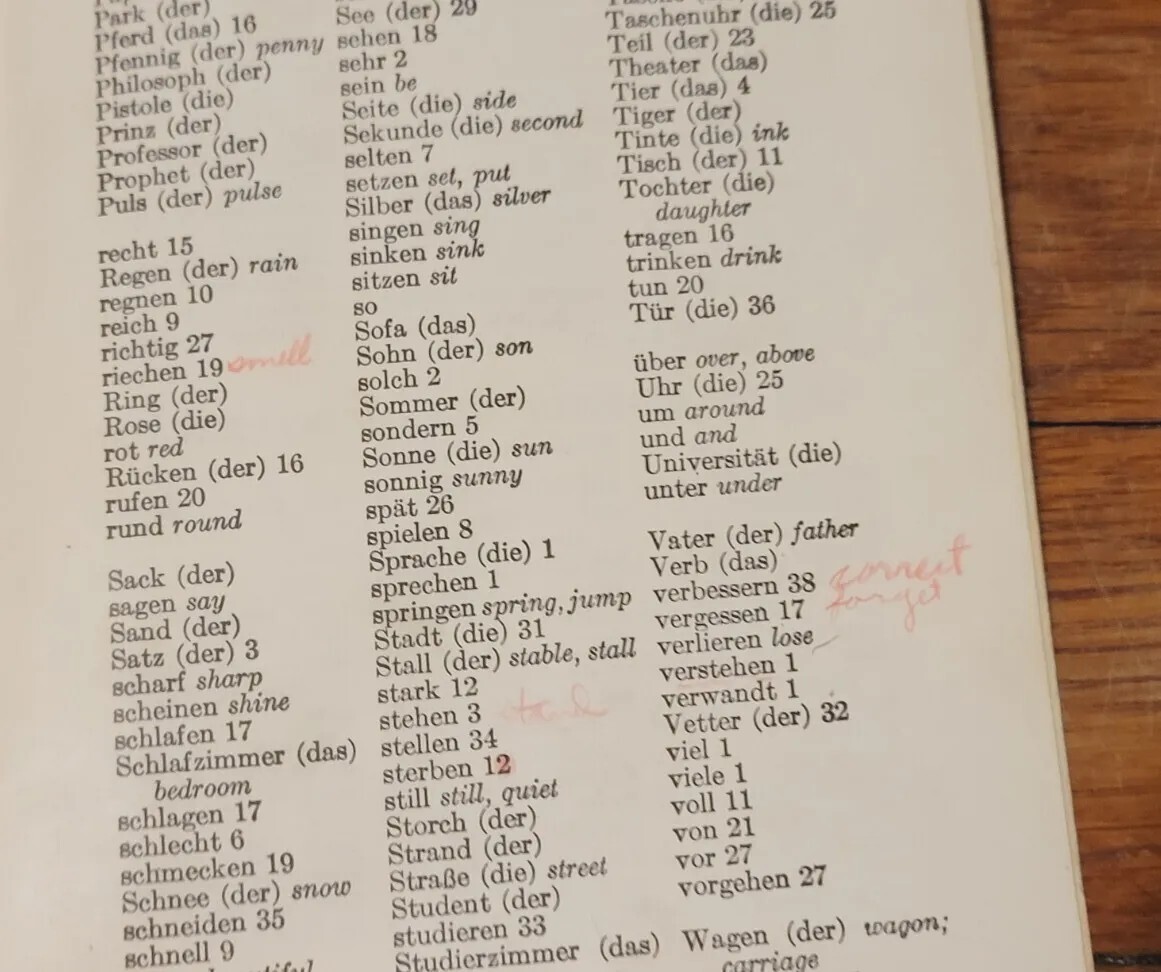 Park (der)
Pferd (das) 16
Pfennig (der) penny
Philosoph (der)
Pistole (die)
Prinz (der)
Professor (der)
Prophet (der)
Puls (der) pulse
recht 15
Regen (der) rain
regnen 10
reich 9
richtig 27
riechen 19 smell
Ring (der)
Rose (die)
rot red
Rücken (der) 16
rufen 20
rund round
Sack (der)
sagen say
Sand (der)
Satz (der) 3
scharf sharp
scheinen shine
schlafen 17
Schlafzimmer (das)
bedroom
schlagen 17
schlecht 6
schmecken 19
Schnee (der) snow
schneiden 35
schnell 9
See (der) 29
sehen 18
sehr 2
sein be
Seite (die) side
Sekunde (die) second
selten 7
setzen set, put
Silber (das) silver
singen sing
sinken sink
sitzen sit
so
Sofa (das)
Sohn (der) son
solch 2
Sommer (der)
sondern 5
Sonne (die) sun
sonnig sunny
spät 26
spielen 8
Sprache (die) 1
sprechen 1
springen spring, jump
Stadt (die) 31
Stall (der) stable, stall
stark 12
stehen 3
stellen 34
sterben 12
still still, quiet
Storch (der)
Strand (der)
Straße (die) street
Student (der)
studieren 33
Studierzimmer (das)
Taschenuhr (die) 25
Teil (der) 23
Theater (das)
Tier (das) 4
Tiger (der)
Tinte (die) ink
Tisch (der) 11
Tochter (die)
daughter
tragen 16
trinken drink
tun 20
Tür (die) 36
über over, above
Uhr (die) 25
um around
und and
Universität (die)
unter under
Vater (der) father
Verb (das)
verbessern 38 correct
vergessen 17 forget
verlieren lose
verstehen 1
verwandt 1
Vetter (der) 32
viel 1
viele 1
voll 11
von 21
vor 27
vorgehen 27
Wagen (der) wagon;
carriage